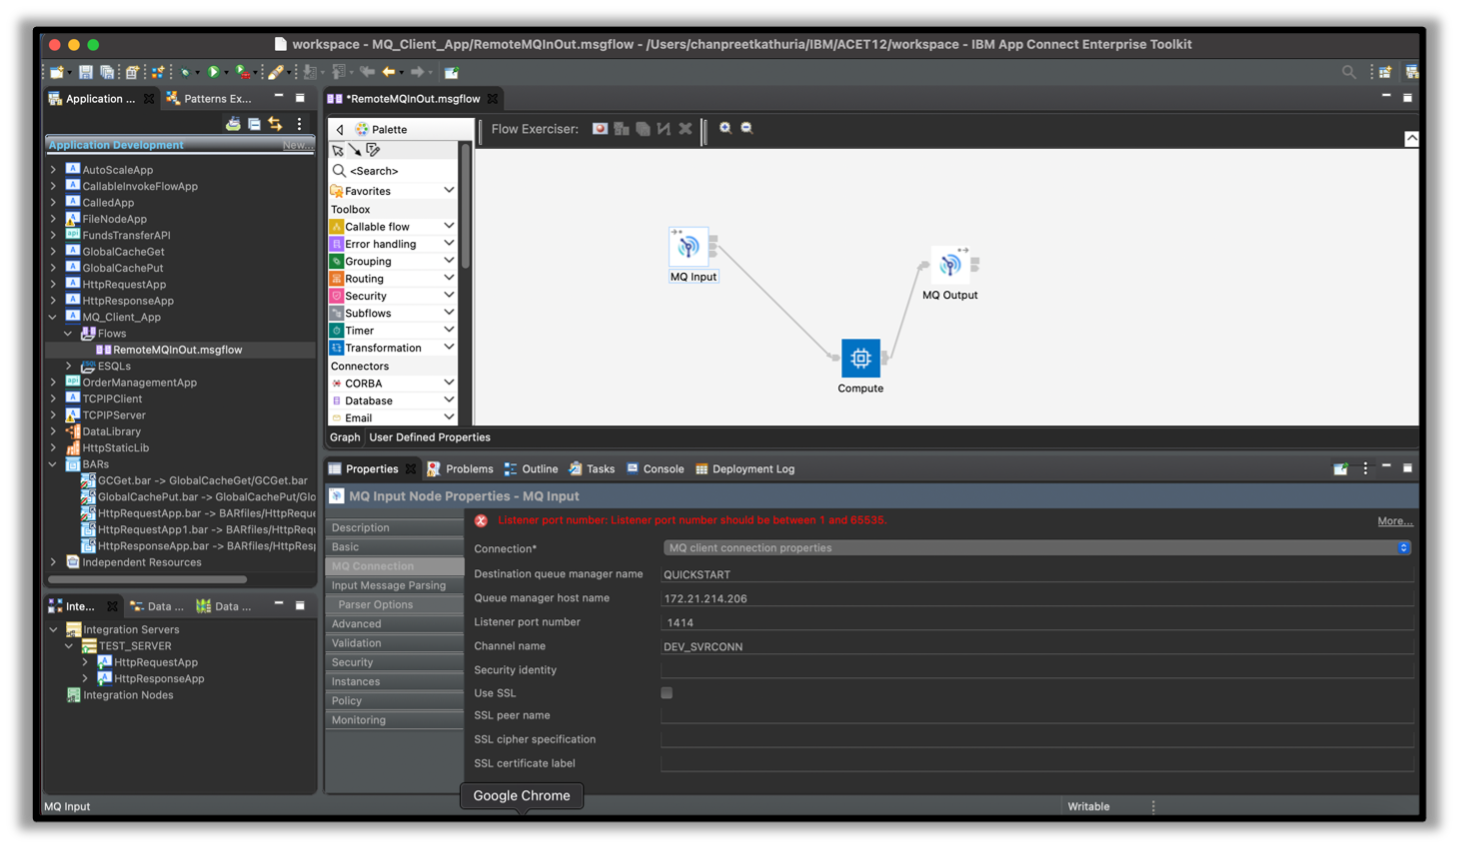 workspace - MQ_Client_App/RemoteMQInOut.msgflow - /Users/chanpreetkathuria/IBM/ACET12/workspace - IBM App Connect Enterprise Toolkit
Application ...
Patterns Ex...
Application Development
New...
AutoScaleApp
CallableInvokeFlowApp
CalledApp
FileNodeApp
FundsTransferAPI
GlobalCacheGet
GlobalCachePut
HttpRequestApp
HttpResponseApp
MQ_Client_App
Flows
RemoteMQInOut.msgflow
ESQLs
OrderManagementApp
TCPIPClient
TCPIPServer
DataLibrary
HttpStaticLib
BARs
GCGet.bar -> GlobalCacheGet/GCGet.bar
GlobalCachePut.bar -> GlobalCachePut/Glo
HttpRequestApp.bar -> BARfiles/HttpReque
HttpRequestApp1.bar -> BARfiles/HttpRequ
HttpResponseApp.bar -> BARfiles/HttpResp
Independent Resources
Inte...
Data ...
Data ...
Integration Servers
TEST_SERVER
HttpRequestApp
HttpResponseApp
Integration Nodes
*RemoteMQInOut.msgflow
Palette
<Search>
Favorites
Toolbox
Callable flow
Error handling
Grouping
Routing
Security
Subflows
Timer
Transformation
Connectors
CORBA
Database
Email
Flow Exerciser:
MQ Input
MQ Output
Compute
Graph
User Defined Properties
Properties
Problems
Outline
Tasks
Console
Deployment Log
MQ Input Node Properties - MQ Input
Description
Basic
MQ Connection
Input Message Parsing
Parser Options
Advanced
Validation
Security
Instances
Policy
Monitoring
Listener port number: Listener port number should be between 1 and 65535.
More...
Connection*
MQ client connection properties
Destination queue manager name
QUICKSTART
Queue manager host name
172.21.214.206
Listener port number
1414
Channel name
DEV_SVRCONN
Security identity
Use SSL
SSL peer name
SSL cipher specification
SSL certificate label
Google Chrome
MQ Input
Writable